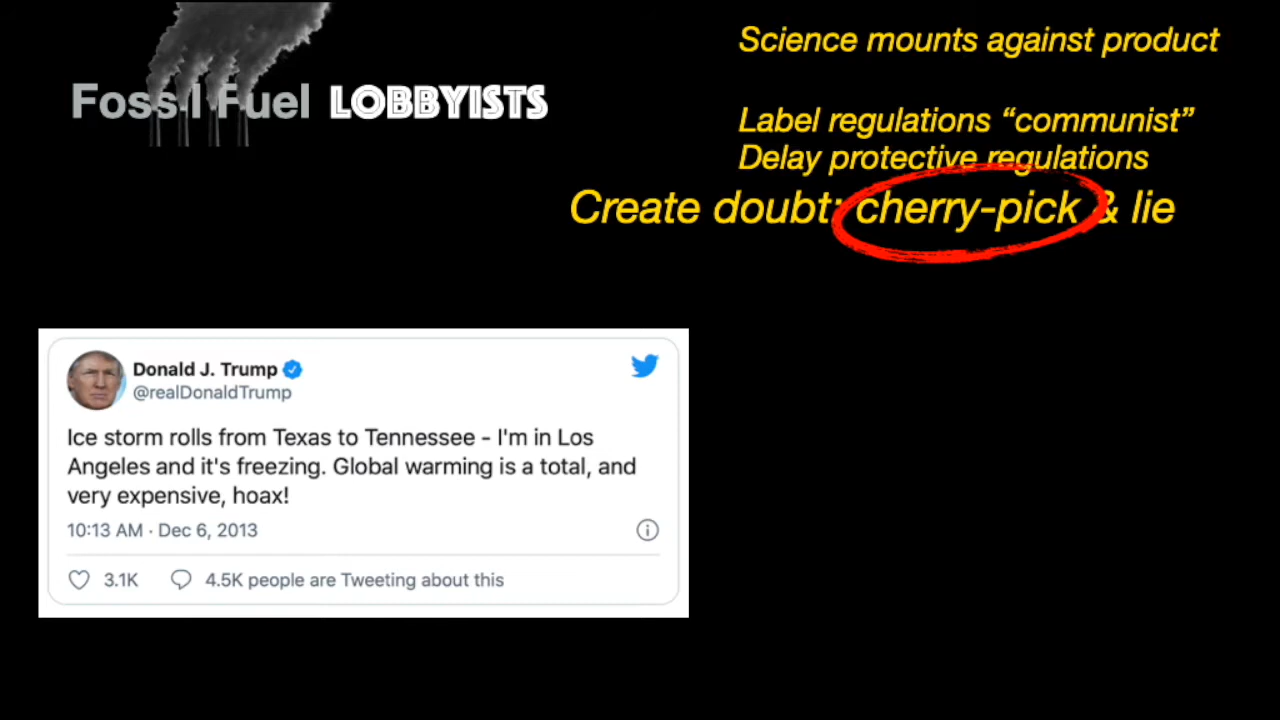 Fossil Fuel LOBBYISTS
Science mounts against product
Label regulations “communist”
Delay protective regulations
Create doubt: cherry-pick & lie
Donald J. Trump
@realDonaldTrump
Ice storm rolls from Texas to Tennessee - I'm in Los
Angeles and it's freezing. Global warming is a total, and
very expensive, hoax!
10:13 AM · Dec 6, 2013
3.1K 4.5K people are Tweeting about this